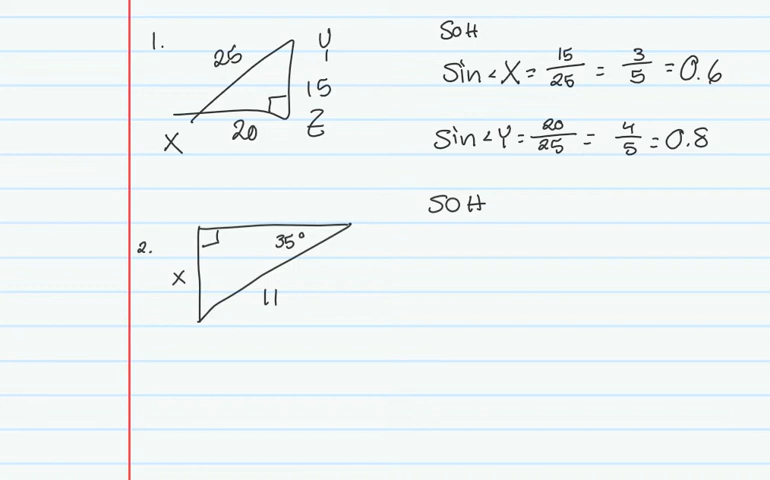 1.
25
Y
15
20
X
Z
SOH
Sin∠X = 15/25 = 3/5 = 0.6
Sin∠Y = 20/25 = 4/5 = 0.8
SOH
2.
35°
X
11